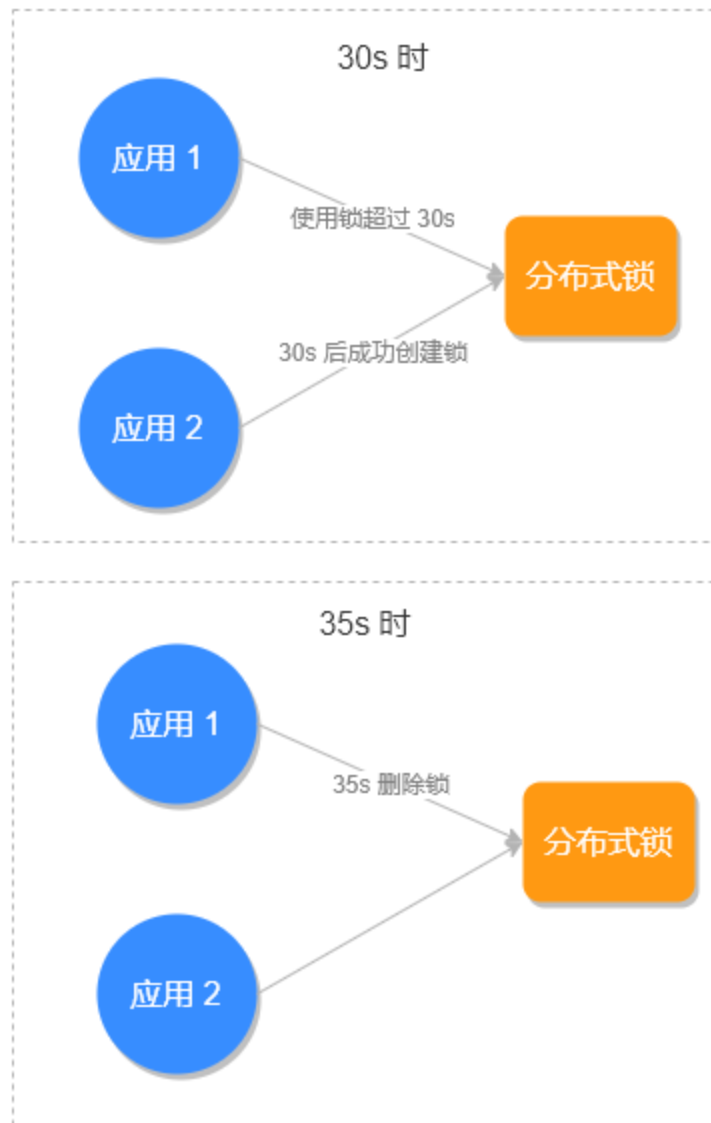 30s 时
应用 1
使用锁超过 30s
分布式锁
30s 后成功创建锁
应用 2
35s 时
应用 1
35s 删除锁
分布式锁
应用 2